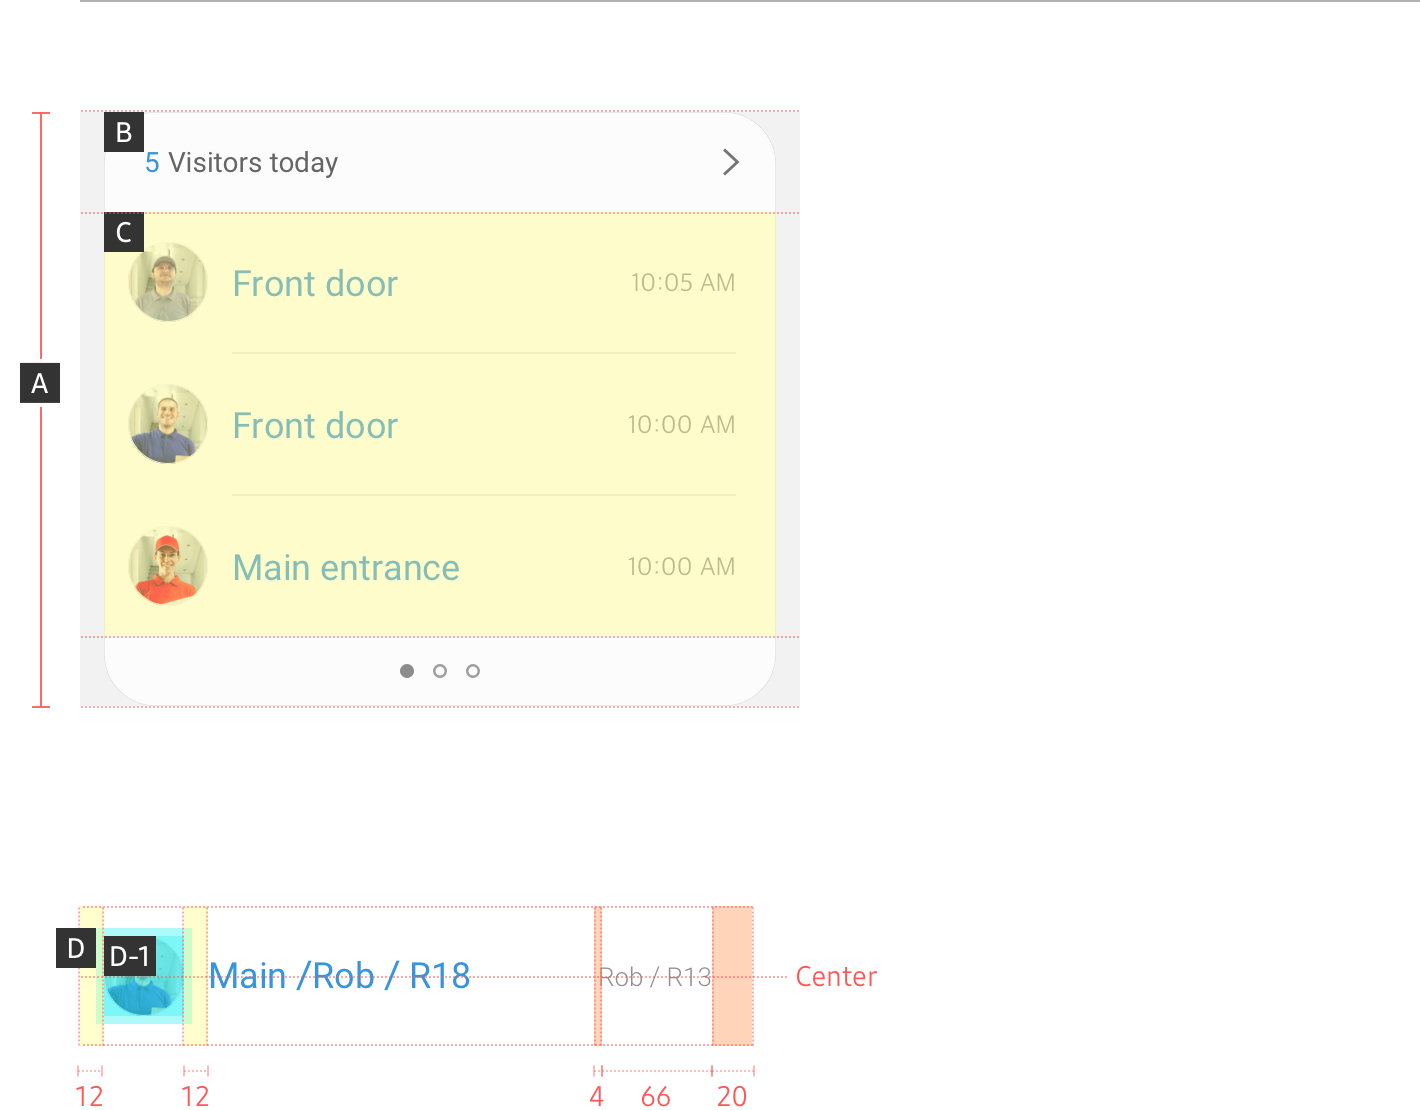 B
5 Visitors today
C
Front door 10:05 AM
A
Front door 10:00 AM
Main entrance 10:00 AM
D
D-1
Main /Rob / R18 Rob / R13 Center
12 12 4 66 20